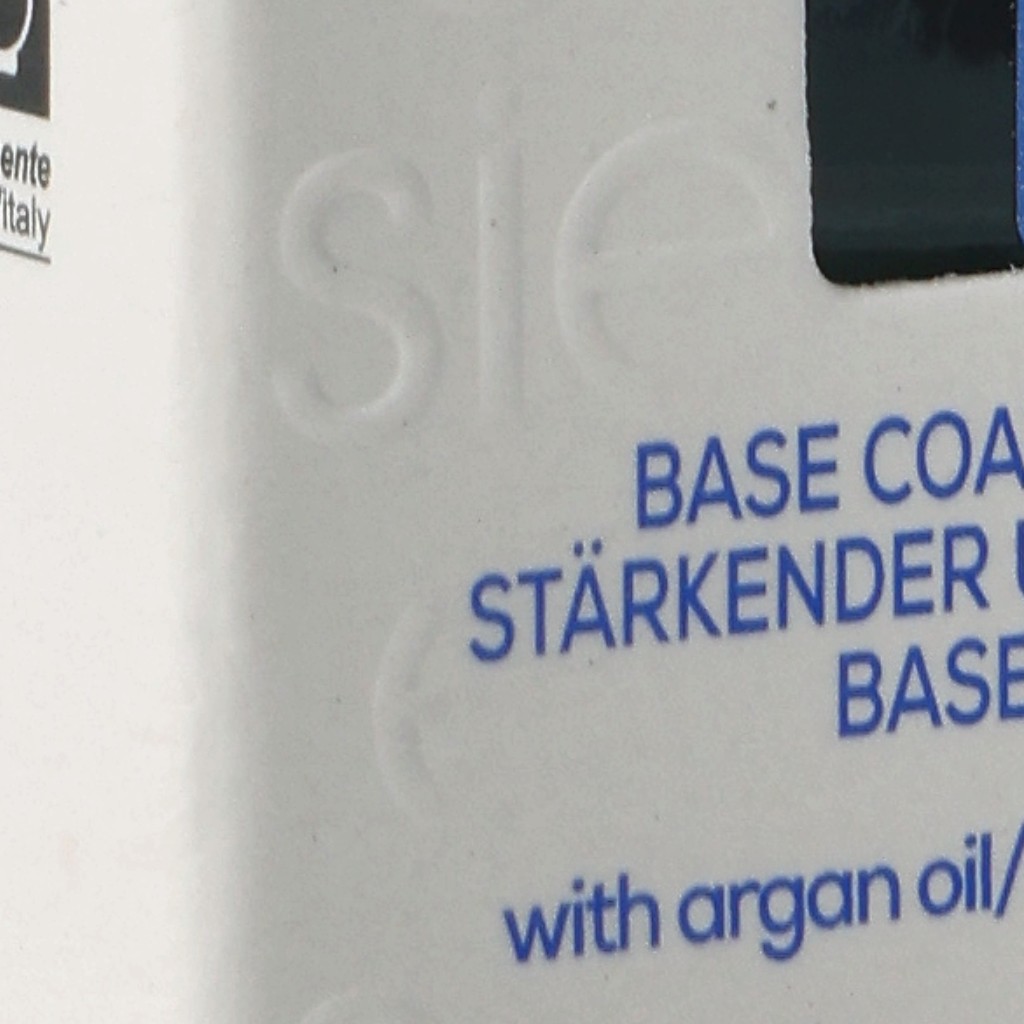 ente
'italy
sie
BASE COA
STÄRKENDER U
BASE
with argan oil/